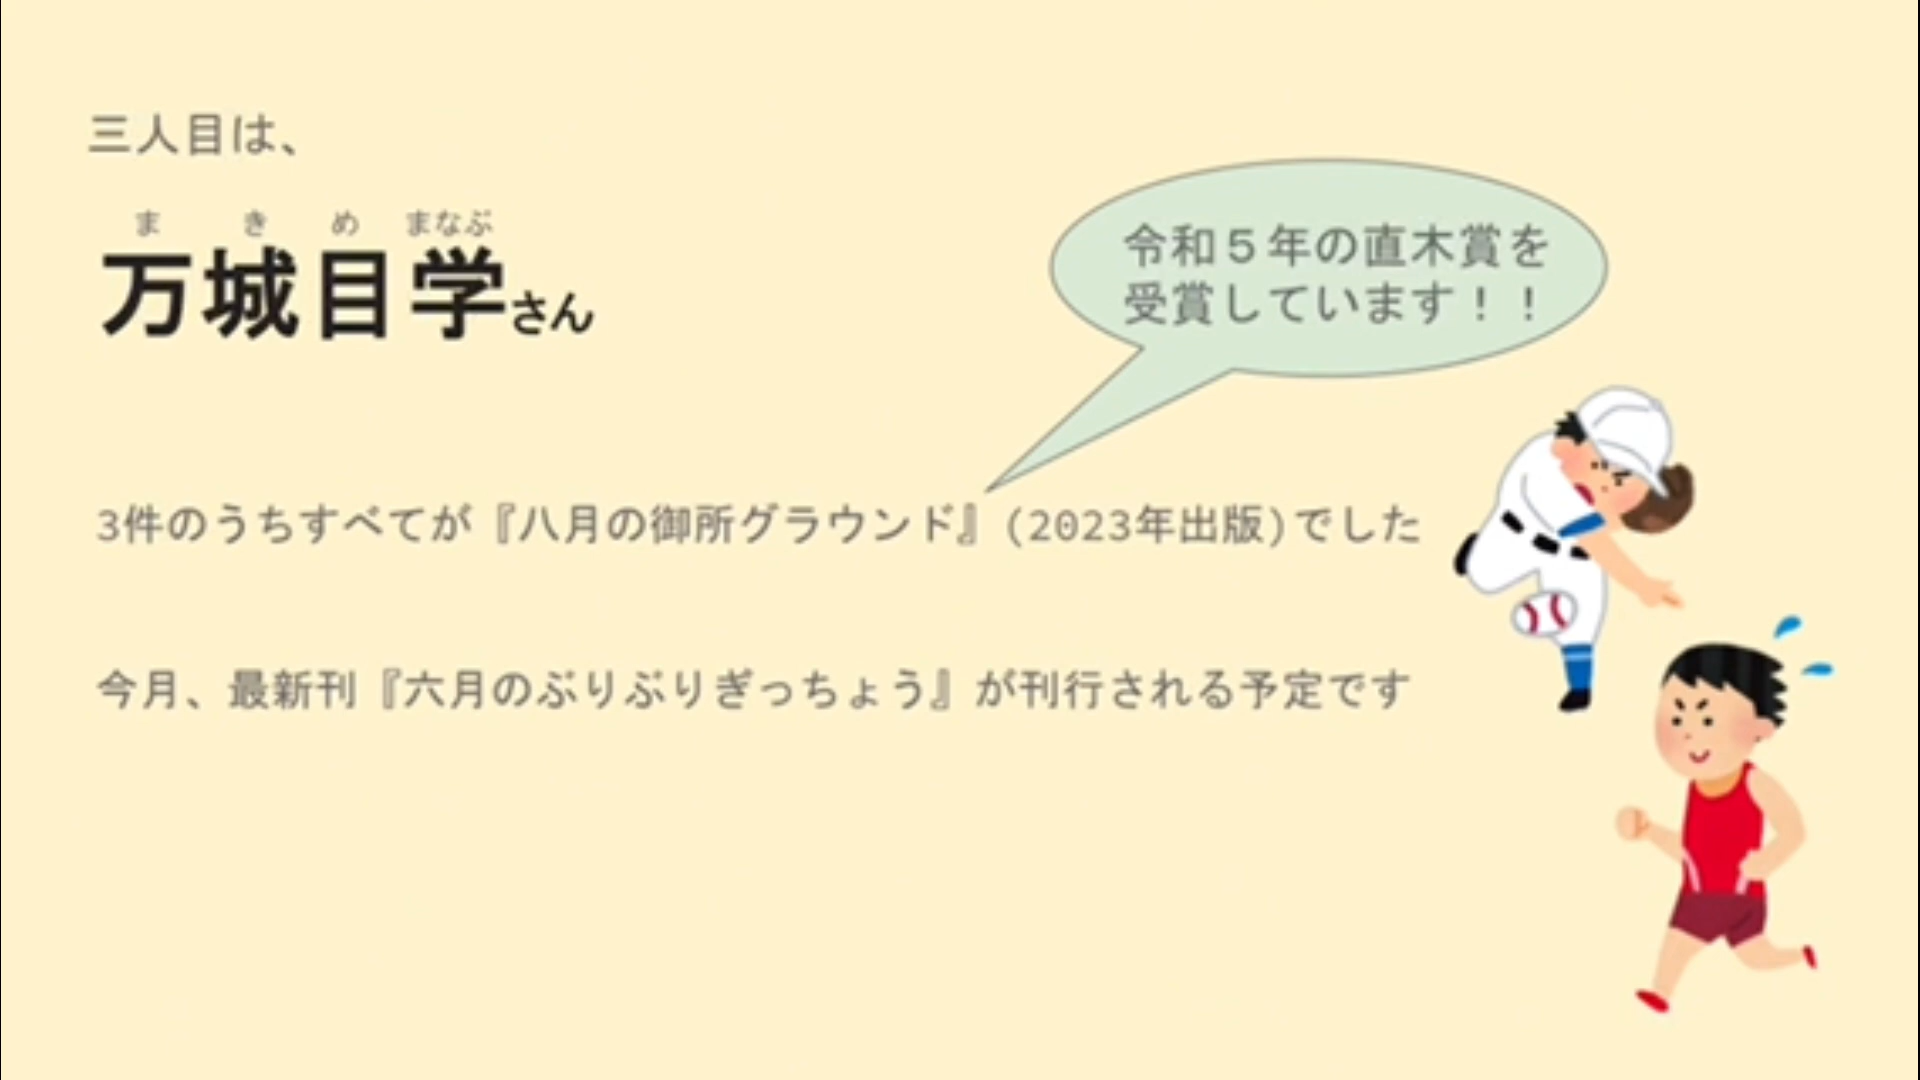 三人目は、
ま き め まなぶ
万城目学さん
令和５年の直木賞を
受賞しています！！
3件のうちすべてが『八月の御所グラウンド』(2023年出版)でした
今月、最新刊『六月のぶりぶりぎっちょう』が刊行される予定です